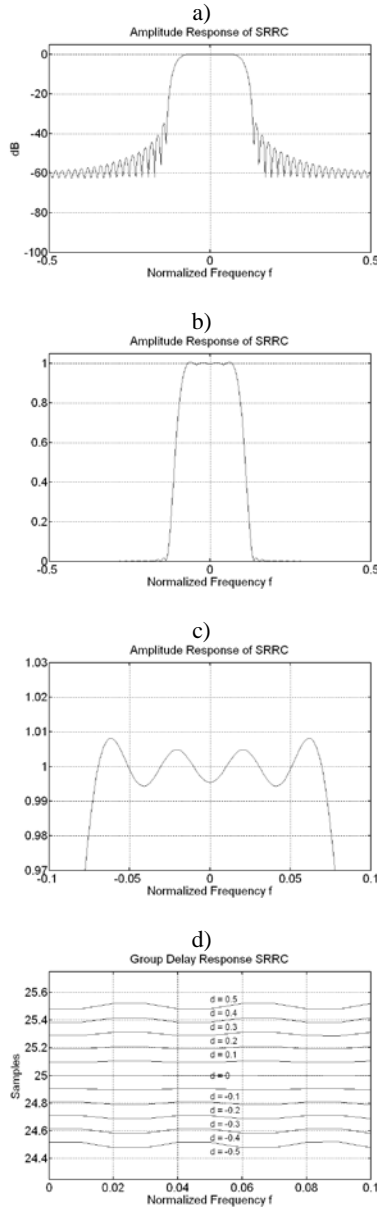 a)
Amplitude Response of SRRC
0
-20
-40
-60
-80
-100
dB
-0.5 0 0.5
Normalized Frequency f
b)
Amplitude Response of SRRC
1
0.8
0.6
0.4
0.2
0
-0.5 0 0.5
Normalized Frequency f
c)
Amplitude Response of SRRC
1.03
1.02
1.01
1
0.99
0.98
0.97
-0.1 -0.05 0 0.05 0.1
Normalized Frequency f
d)
Group Delay Response SRRC
25.6
25.4
25.2
25
24.8
24.6
24.4
Samples
d = 0.5
d = 0.4
d = 0.3
d = 0.2
d = 0.1
d = 0
d = -0.1
d = -0.2
d = -0.3
d = -0.4
d = -0.5
0 0.02 0.04 0.06 0.08 0.1
Normalized Frequency f